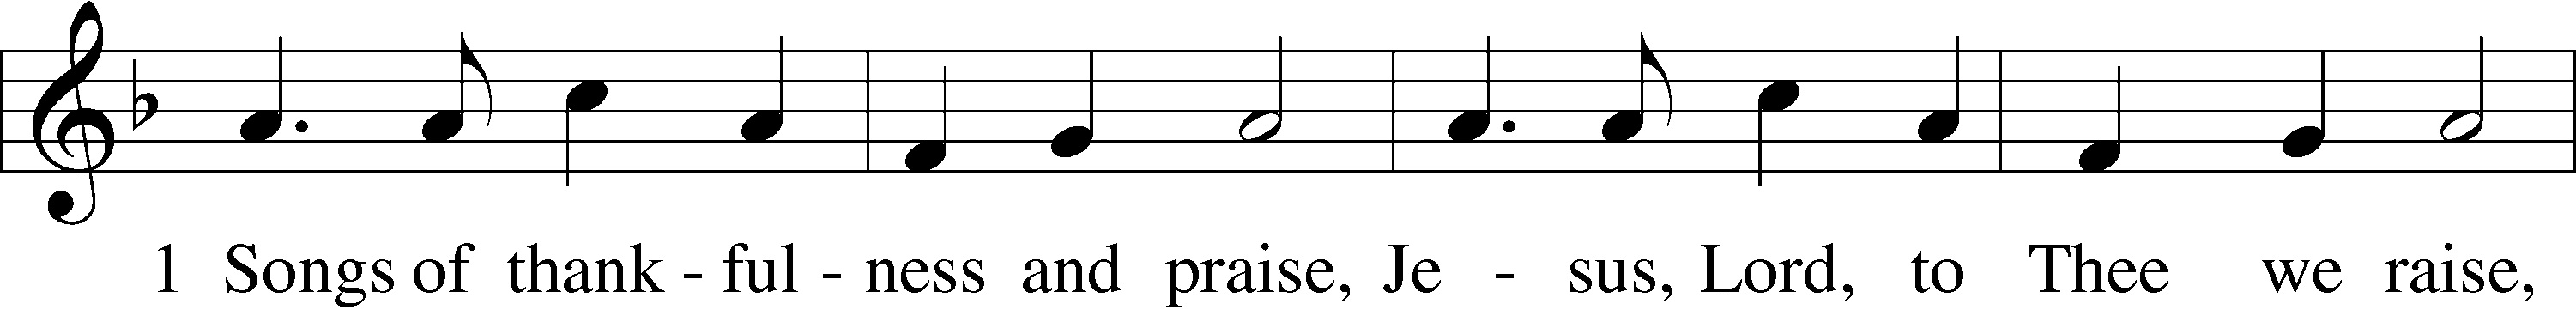 1 Songs of thank - ful - ness and praise, Je - sus, Lord, to Thee we raise,